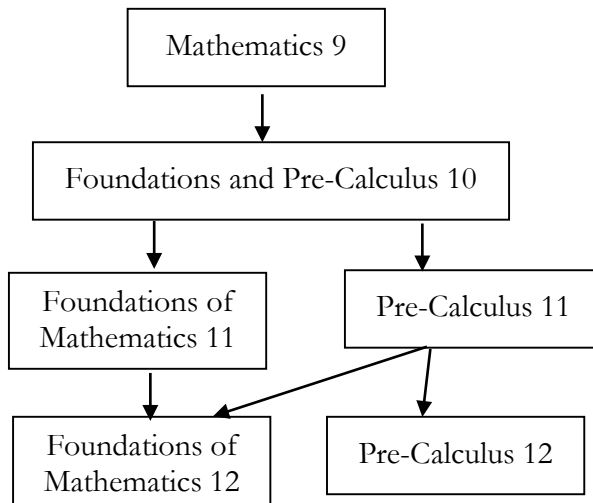 Mathematics 9
Foundations and Pre-Calculus 10
Foundations of
Mathematics 11
Pre-Calculus 11
Foundations of
Mathematics 12
Pre-Calculus 12